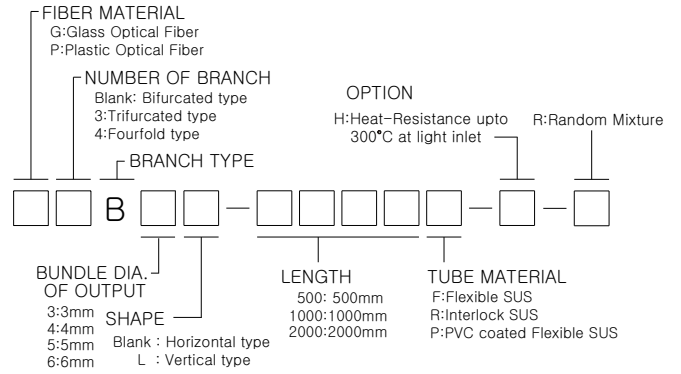 FIBER MATERIAL
G:Glass Optical Fiber
P:Plastic Optical Fiber
NUMBER OF BRANCH
Blank: Bifurcated type
3:Trifurcated type
4:Fourfold type
BRANCH TYPE
OPTION
H:Heat-Resistance upto
300°C at light inlet
R:Random Mixture
B
BUNDLE DIA.
OF OUTPUT
3:3mm
4:4mm
5:5mm
6:6mm
SHAPE
Blank : Horizontal type
L : Vertical type
LENGTH
500: 500mm
1000:1000mm
2000:2000mm
TUBE MATERIAL
F:Flexible SUS
R:Interlock SUS
P:PVC coated Flexible SUS